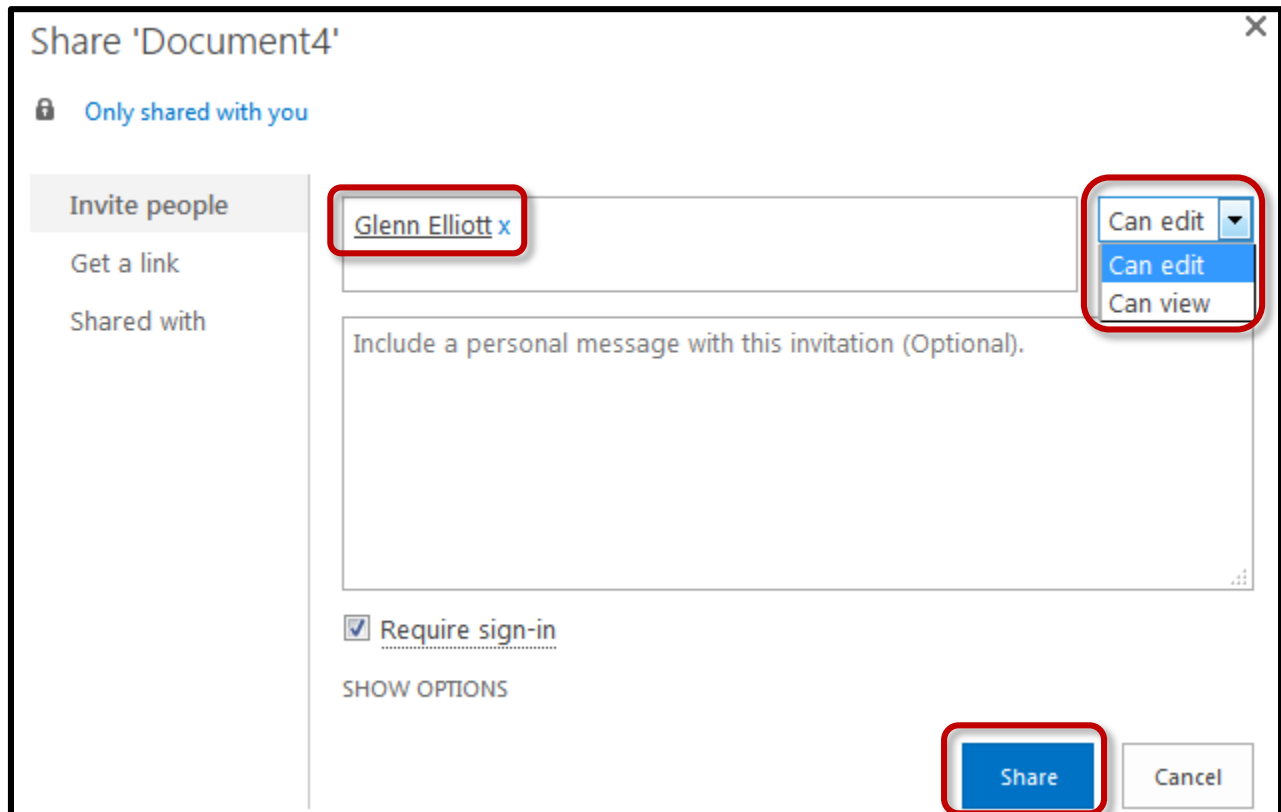 Share 'Document4'
Only shared with you
Invite people
Get a link
Shared with
Glenn Elliott x
Can edit
Can edit
Can view
Include a personal message with this invitation (Optional).
Require sign-in
SHOW OPTIONS
Share
Cancel